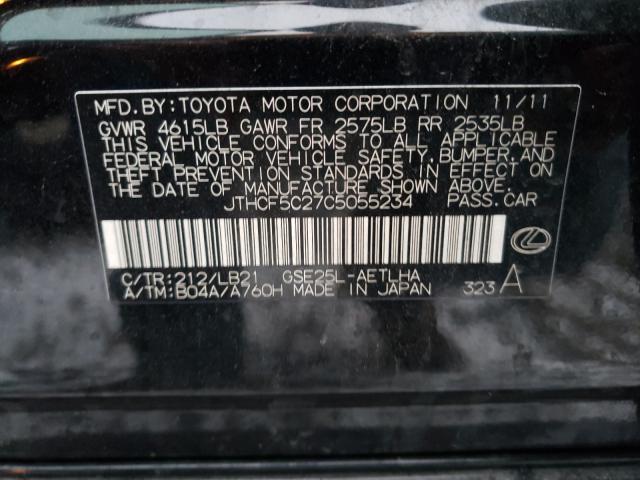 MFD. BY: TOYOTA MOTOR CORPORATION 11/11
GVWR 4615LB GAWR FR 2575LB RR 2535LB
THIS VEHICLE CONFORMS TO ALL APPLICABLE
FEDERAL MOTOR VEHICLE SAFETY, BUMPER, AND
THEFT PREVENTION STANDARDS IN EFFECT ON
THE DATE OF MANUFACTURE SHOWN ABOVE.
JTHCF5C27C5055234 PASS. CAR
C/TR: 212/LB21 GSE25L-AETLHA
A/TM: B04A/A760H MADE IN JAPAN 323 A